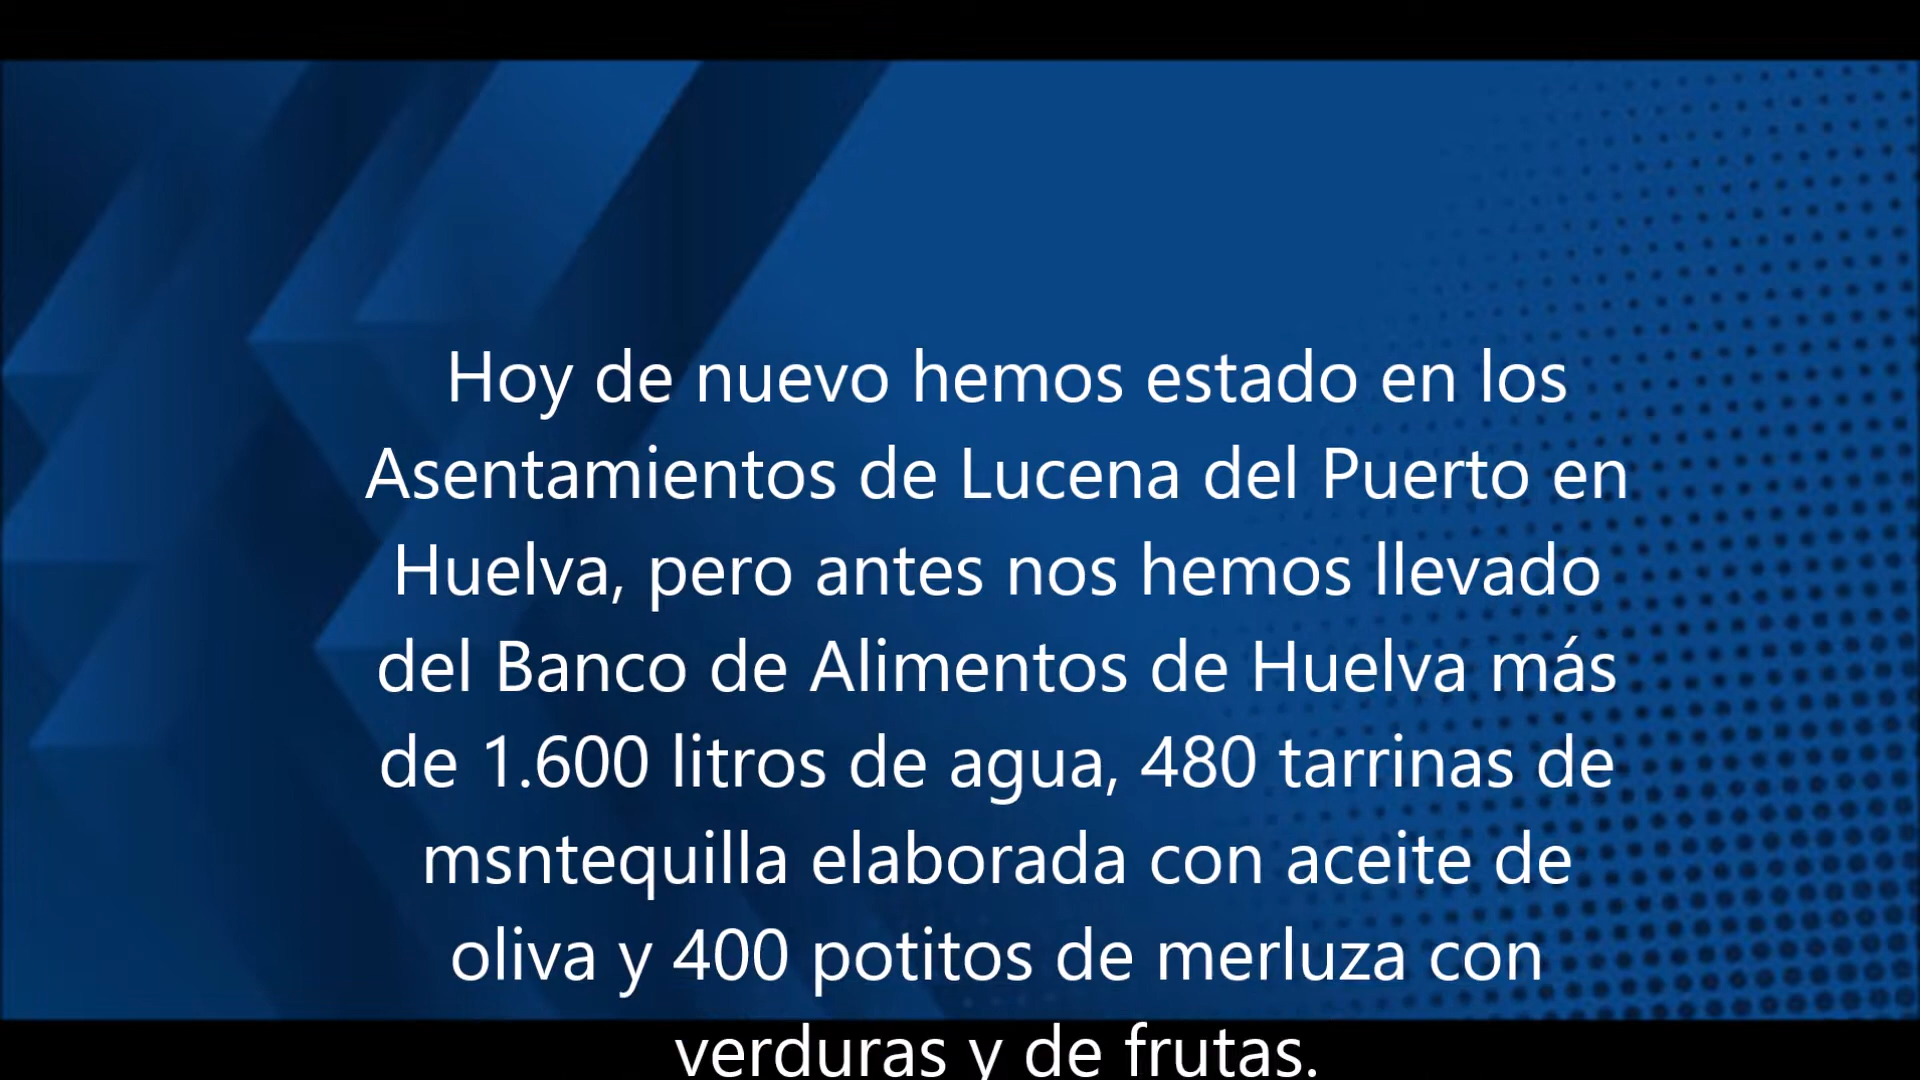 Hoy de nuevo hemos estado en los
Asentamientos de Lucena del Puerto en
Huelva, pero antes nos hemos llevado
del Banco de Alimentos de Huelva más
de 1.600 litros de agua, 480 tarrinas de
msntequilla elaborada con aceite de
oliva y 400 potitos de merluza con
verduras y de frutas.